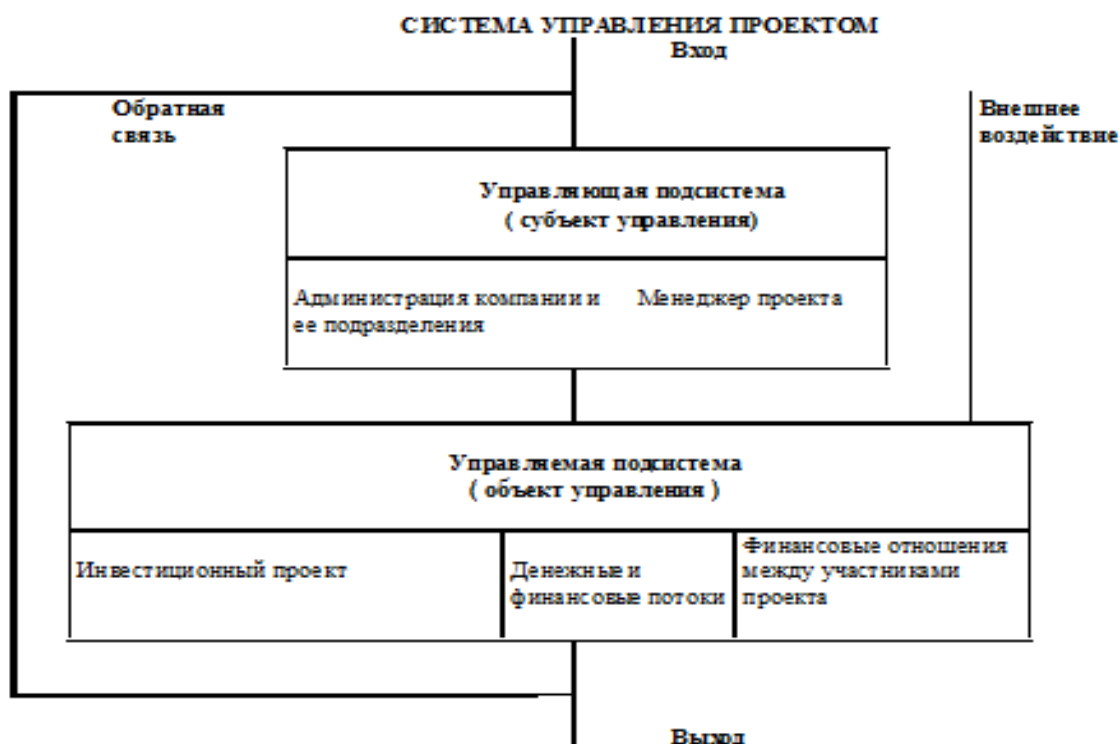 СИСТЕМА УПРАВЛЕНИЯ ПРОЕКТОМ
Вход
Обратная
связь
Внешнее
воздействие
Управляющая подсистема
( субъект управления)
Администрация компании и
ее подразделения
Менеджер проекта
Управляемая подсистема
( объект управления )
Инвестиционный проект
Денежные и
финансовые потоки
Финансовые отношения
между участниками
проекта
Выход